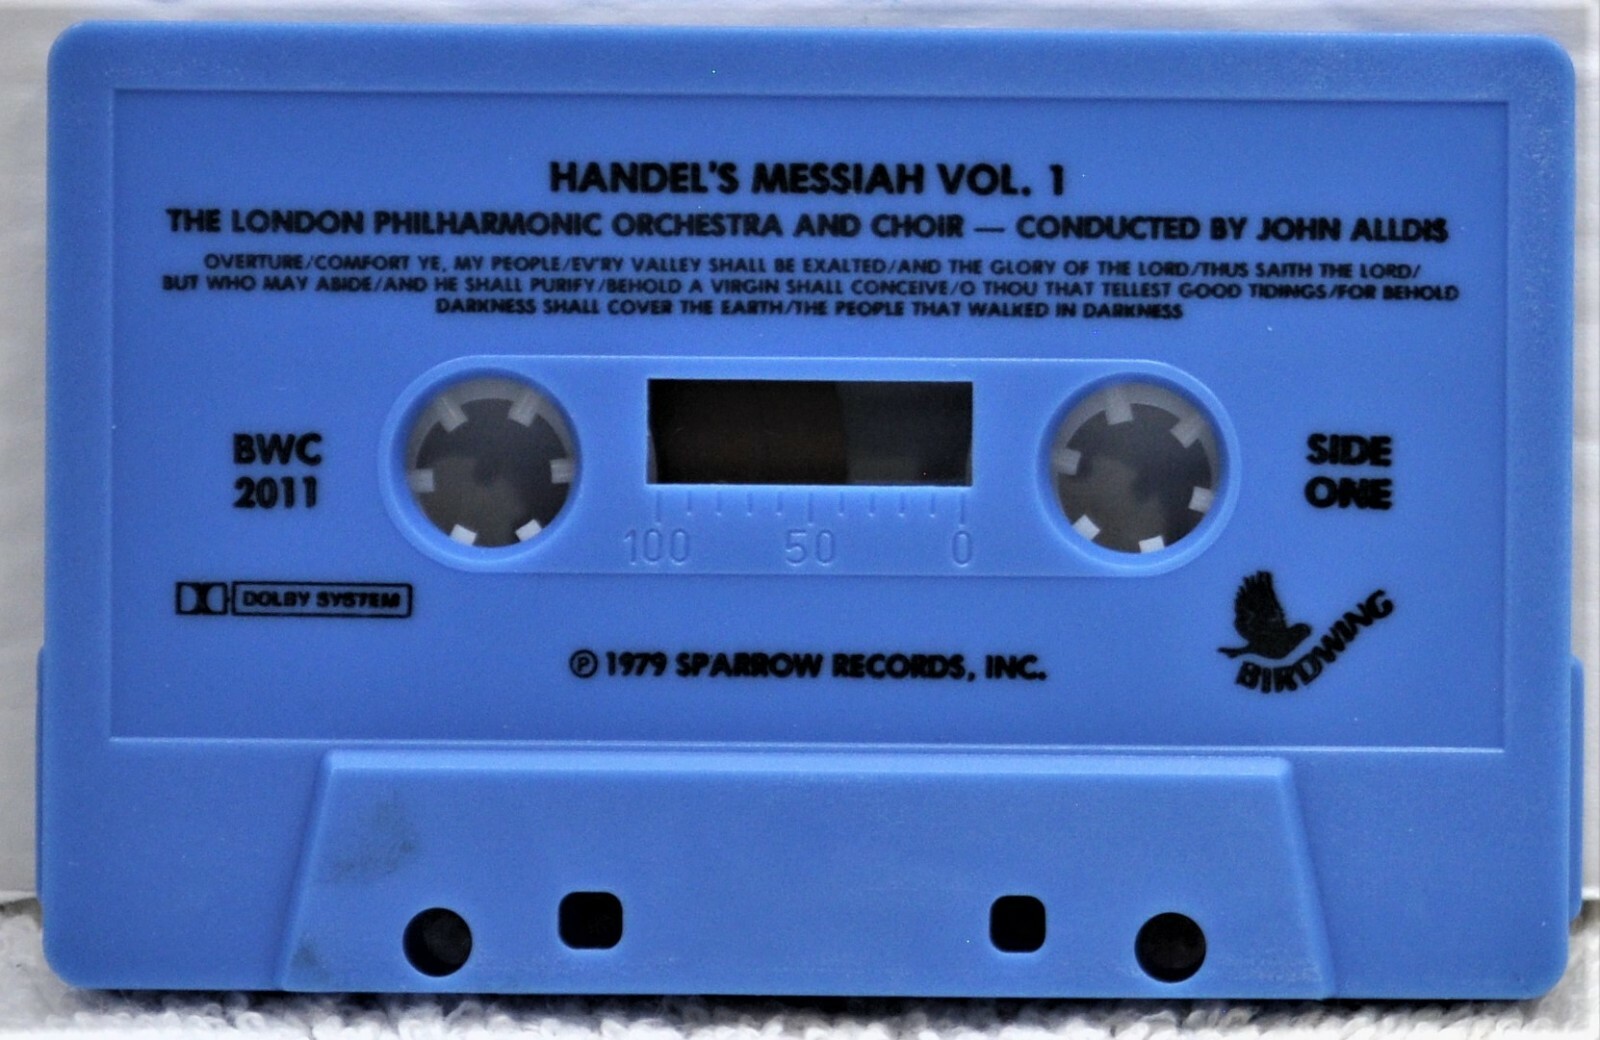 HANDEL'S MESSIAH VOL. 1
THE LONDON PHILHARMONIC ORCHESTRA AND CHOIR — CONDUCTED BY JOHN ALLDIS
OVERTURE/COMFORT YE, MY PEOPLE/EV'RY VALLEY SHALL BE EXALTED/AND THE GLORY OF THE LORD/THUS SAITH THE LORD/
BUT WHO MAY ABIDE/AND HE SHALL PURIFY/BEHOLD A VIRGIN SHALL CONCEIVE/O THOU THAT TELLEST GOOD TIDINGS/FOR BEHOLD
DARKNESS SHALL COVER THE EARTH/THE PEOPLE THAT WALKED IN DARKNESS
BWC
2011
SIDE
ONE
100 50 0
DOLBY SYSTEM
BIRDWING
℗ 1979 SPARROW RECORDS, INC.